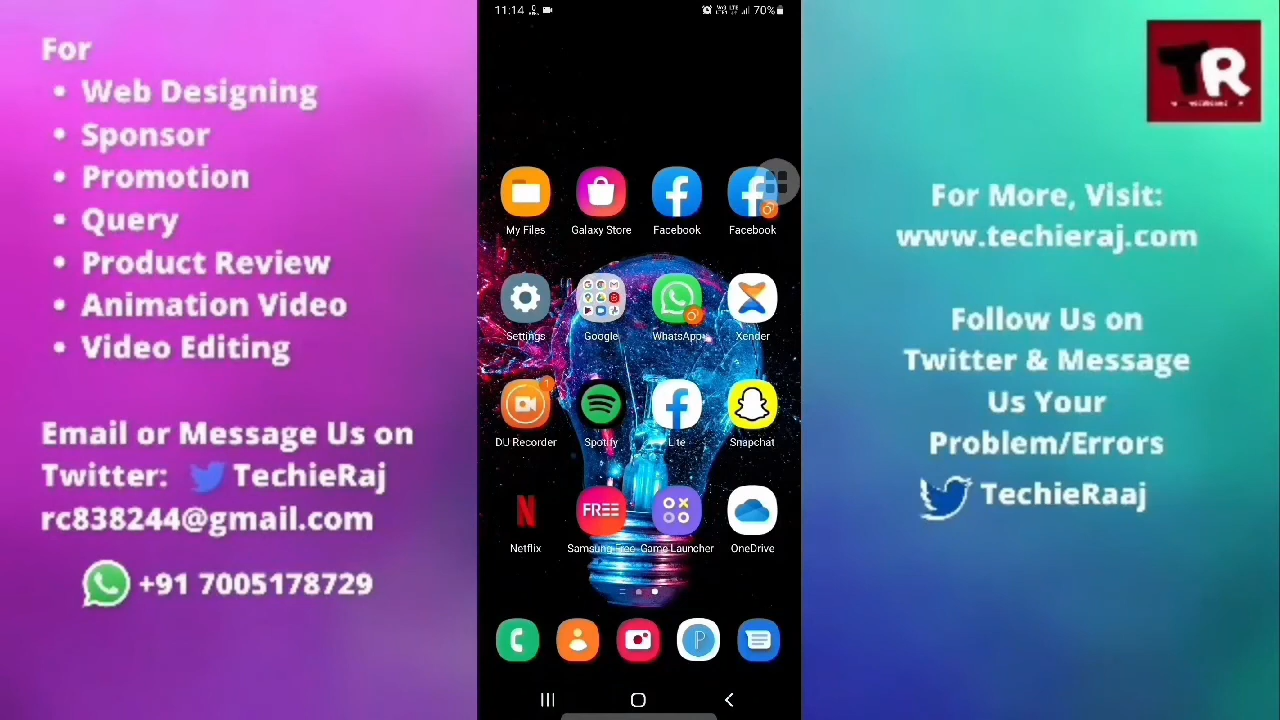 For
• Web Designing
• Sponsor
• Promotion
• Query
• Product Review
• Animation Video
• Video Editing
Email or Message Us on
Twitter: TechieRaj
rc838244@gmail.com
+91 7005178729
11:14
70%
My Files
Galaxy Store
Facebook
Facebook
Settings
Google
WhatsApp
Xender
DU Recorder
Spotify
Lite
Snapchat
N
FREE
Netflix
Samsung Free
Game Launcher
OneDrive
TR
For More, Visit:
www.techieraj.com
Follow Us on
Twitter & Message
Us Your
Problem/Errors
TechieRaaj